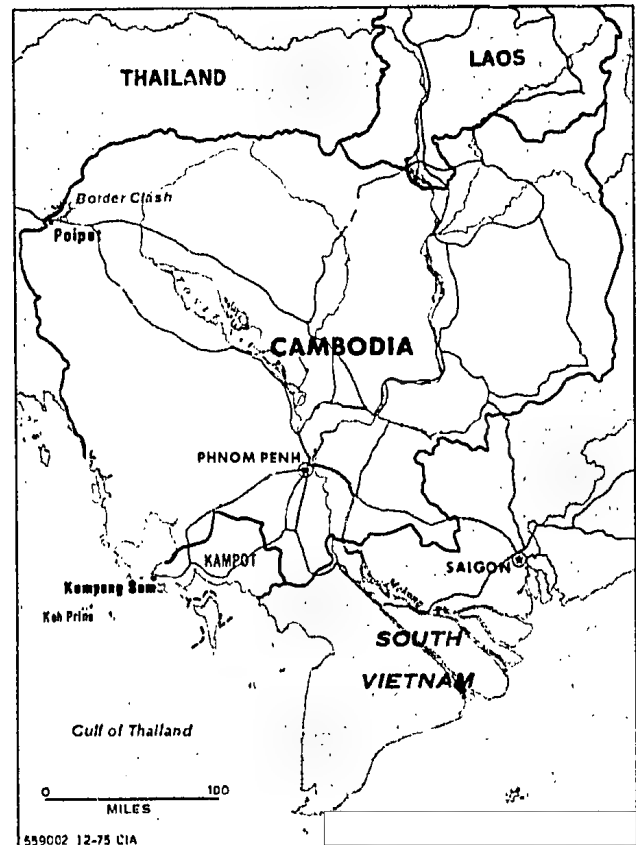 THAILAND
LAOS
Border Clash
Poipet
CAMBODIA
PHNOM PENH
KAMPOT
SAIGON
Kompong Som
Koh Prins
Mekong
SOUTH
VIETNAM
Gulf of Thailand
0 100
MILES
559002 12-75 CIA